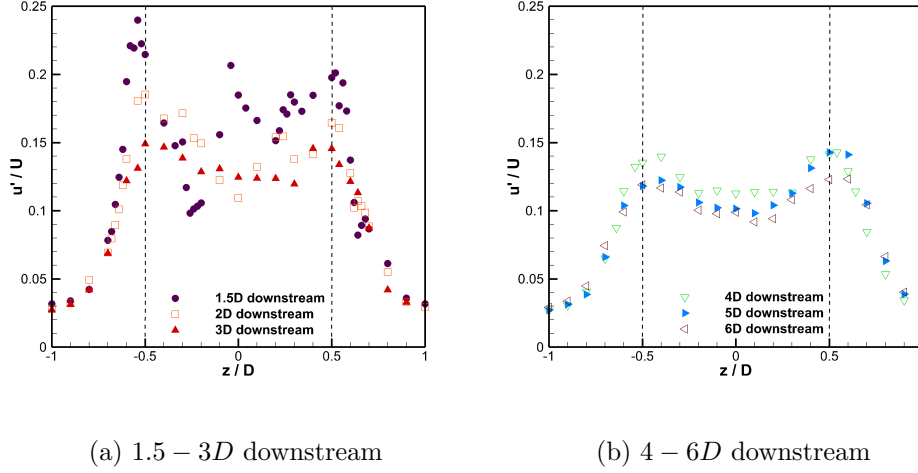 0.25
0.2
0.15
0.1
0.05
0
u' / U
1.5D downstream
2D downstream
3D downstream
-1 -0.5 0 0.5 1
z / D
(a) 1.5 − 3D downstream
0.25
0.2
0.15
0.1
0.05
0
u' / U
4D downstream
5D downstream
6D downstream
-1 -0.5 0 0.5
z / D
(b) 4 − 6D downstream